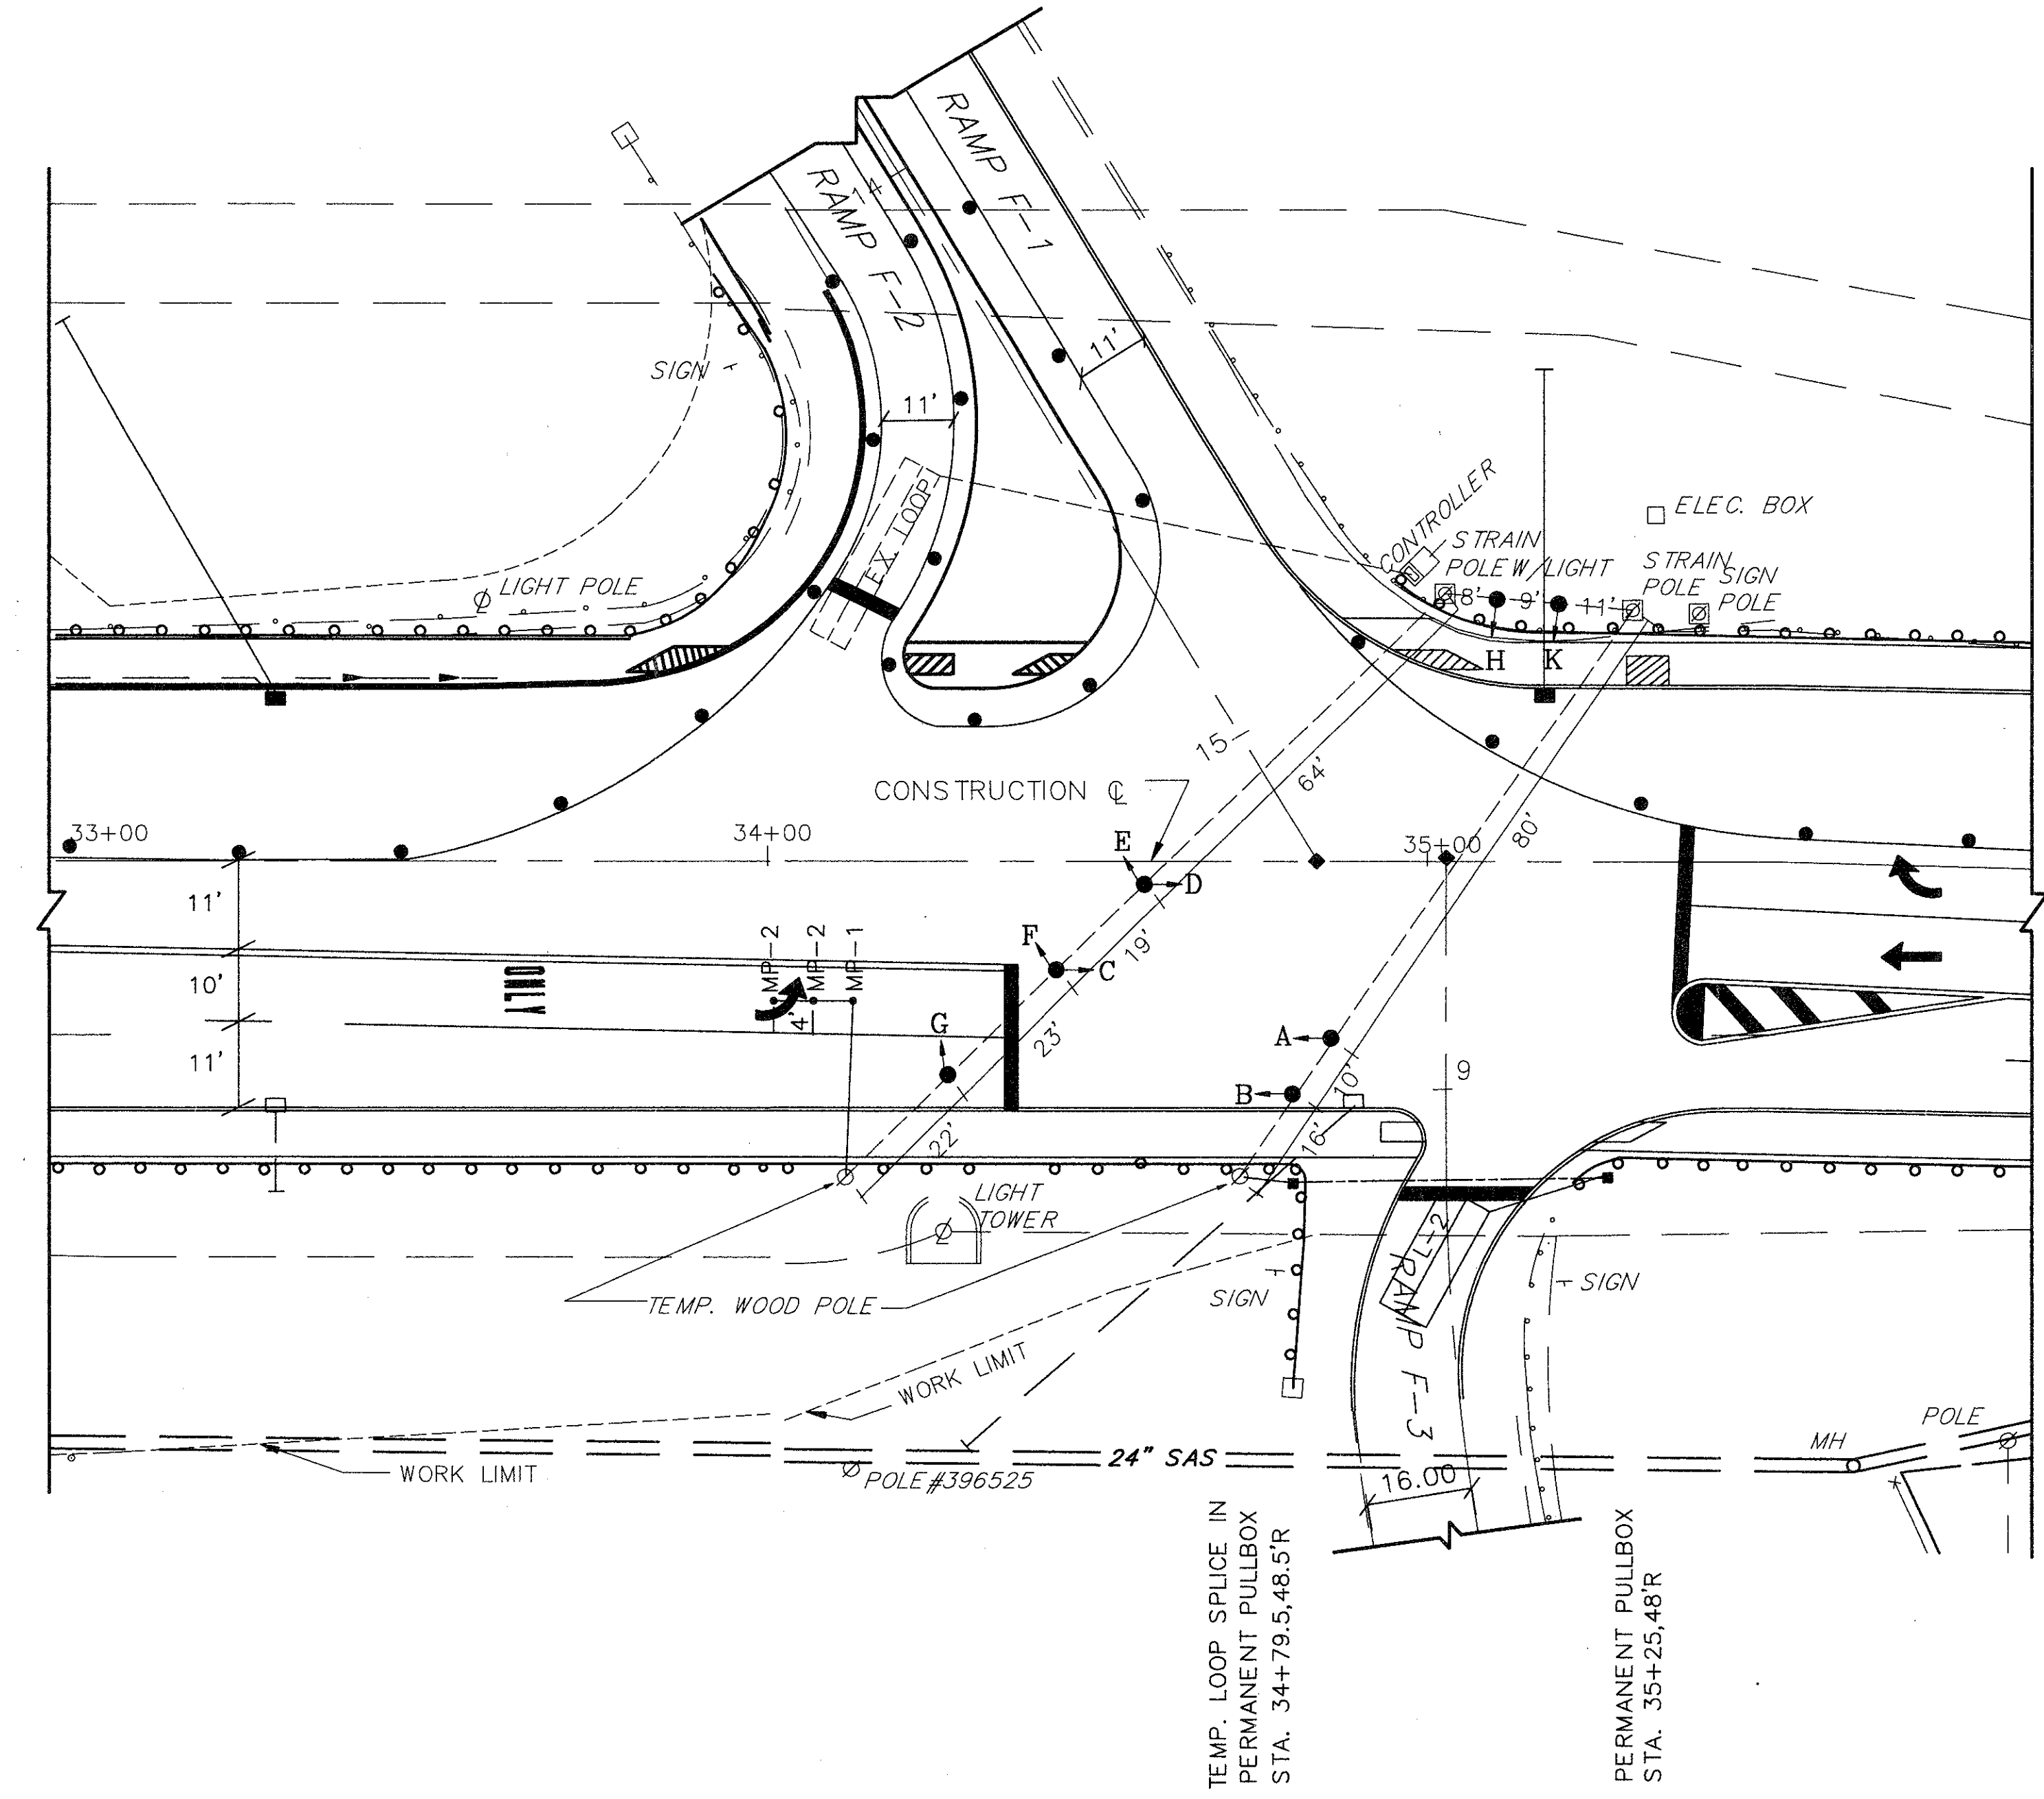 RAMP F-1
14
RAMP F-2
11'
SIGN
11'
CONTROLLER
ELEC. BOX
STRAIN
POLE W/LIGHT
STRAIN
POLE
SIGN
POLE
EX. LOOP
LIGHT POLE
8'
9'
11'
H
K
15
64'
CONSTRUCTION ℄
80'
33+00
34+00
35+00
E
D
11'
MP-2
MP-2
MP-1
F
C
19'
10'
ONLY
4'
23'
G
A
11'
10'
9
B
22'
16'
LIGHT
TOWER
L-2
TEMP. WOOD POLE
SIGN
SIGN
RAMP F-3
WORK LIMIT
WORK LIMIT
POLE
MH
24" SAS
POLE #396525
16.00
TEMP. LOOP SPLICE IN
PERMANENT PULLBOX
STA. 34+79.5,48.5'R
PERMANENT PULLBOX
STA. 35+25,48'R